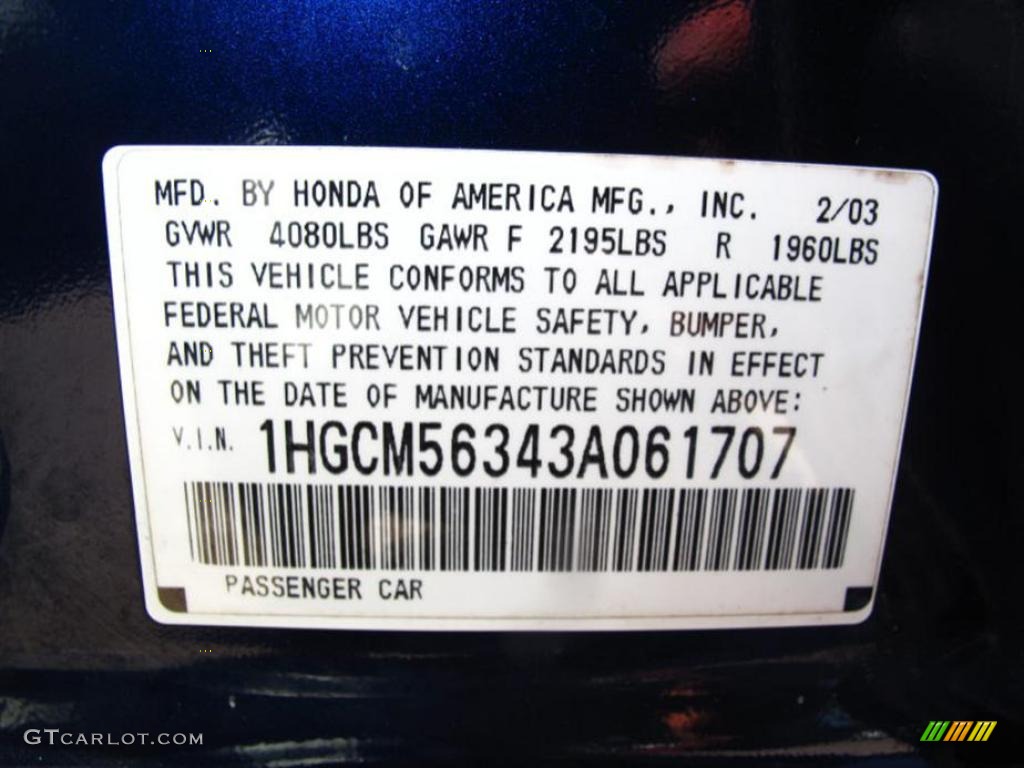 MFD. BY HONDA OF AMERICA MFG., INC. 2/03
GVWR 4080LBS GAWR F 2195LBS R 1960LBS
THIS VEHICLE CONFORMS TO ALL APPLICABLE
FEDERAL MOTOR VEHICLE SAFETY, BUMPER,
AND THEFT PREVENTION STANDARDS IN EFFECT
ON THE DATE OF MANUFACTURE SHOWN ABOVE:
V.I.N. 1HGCM56343A061707
PASSENGER CAR
GTCARLOT.COM